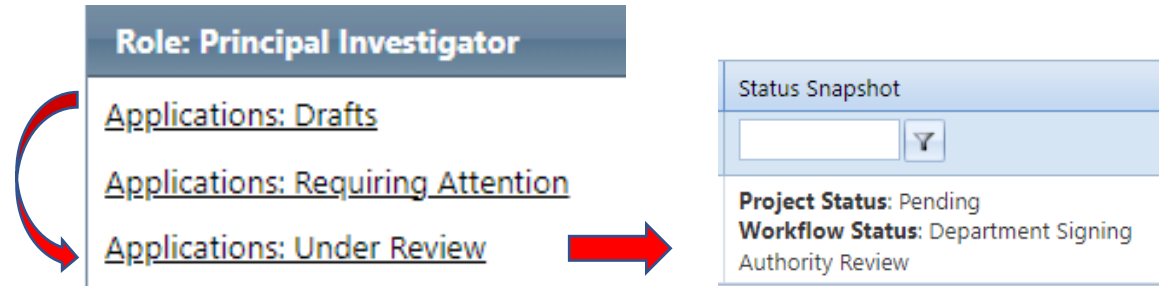 Role: Principal Investigator
Applications: Drafts
Applications: Requiring Attention
Applications: Under Review
Status Snapshot
Project Status: Pending
Workflow Status: Department Signing
Authority Review